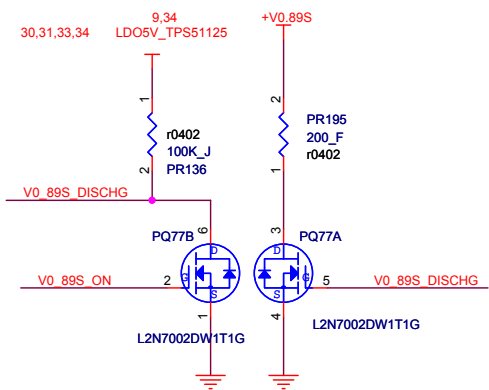 9,34
+V0.89S
30,31,33,34
LDO5V_TPS51125
1
2
r0402
100K_J
PR136
2
PR195
200_F
r0402
1
V0_89S_DISCHG
PQ77B
6
3
PQ77A
D
D
V0_89S_ON
2
G
G
5
V0_89S_DISCHG
S
S
1
4
L2N7002DW1T1G
L2N7002DW1T1G